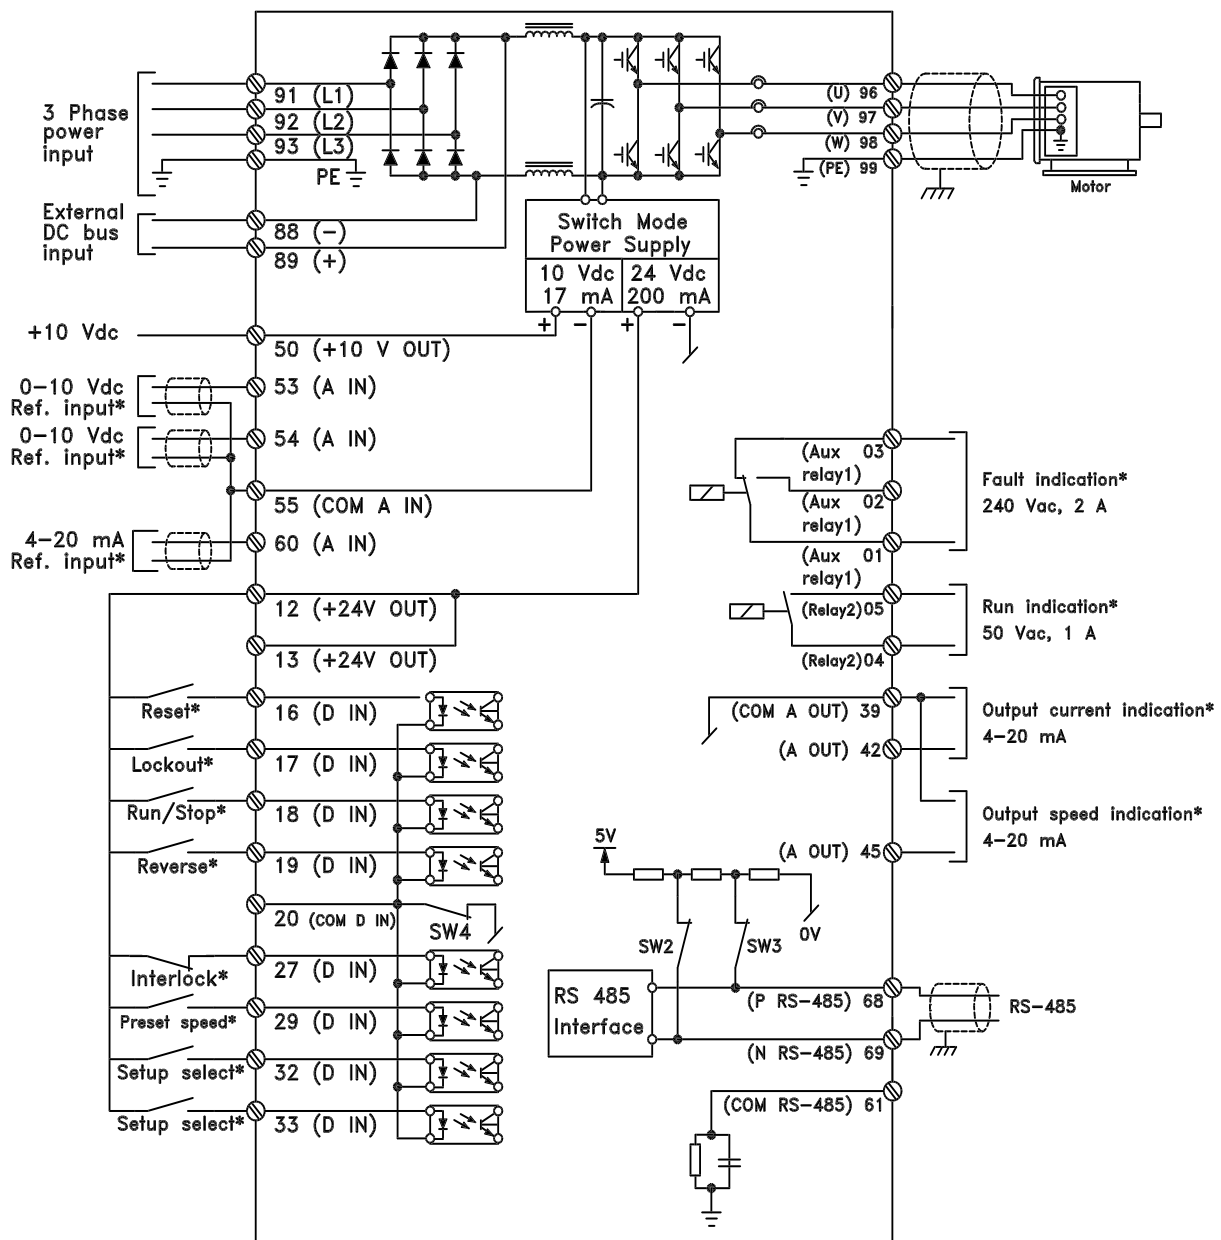 3 Phase
power
input
91 (L1)
92 (L2)
93 (L3)
PE
External
DC bus
input
88 (-)
89 (+)
Switch Mode
Power Supply
10 Vdc
17 mA
24 Vdc
200 mA
+ - + -
(U) 96
(V) 97
(W) 98
(PE) 99
Motor
+10 Vdc
50 (+10 V OUT)
0-10 Vdc
Ref. input*
53 (A IN)
0-10 Vdc
Ref. input*
54 (A IN)
55 (COM A IN)
4-20 mA
Ref. input*
60 (A IN)
12 (+24V OUT)
13 (+24V OUT)
Reset*
16 (D IN)
Lockout*
17 (D IN)
Run/Stop*
18 (D IN)
Reverse*
19 (D IN)
20 (COM D IN)
SW4
Interlock*
27 (D IN)
Preset speed*
29 (D IN)
Setup select*
32 (D IN)
Setup select*
33 (D IN)
(Aux 03
relay1)
(Aux 02
relay1)
(Aux 01
relay1)
Fault indication*
240 Vac, 2 A
(Relay2)05
(Relay2)04
Run indication*
50 Vac, 1 A
(COM A OUT) 39
(A OUT) 42
Output current indication*
4-20 mA
(A OUT) 45
Output speed indication*
4-20 mA
5V
0V
SW2
SW3
RS 485
Interface
(P RS-485) 68
(N RS-485) 69
RS-485
(COM RS-485) 61